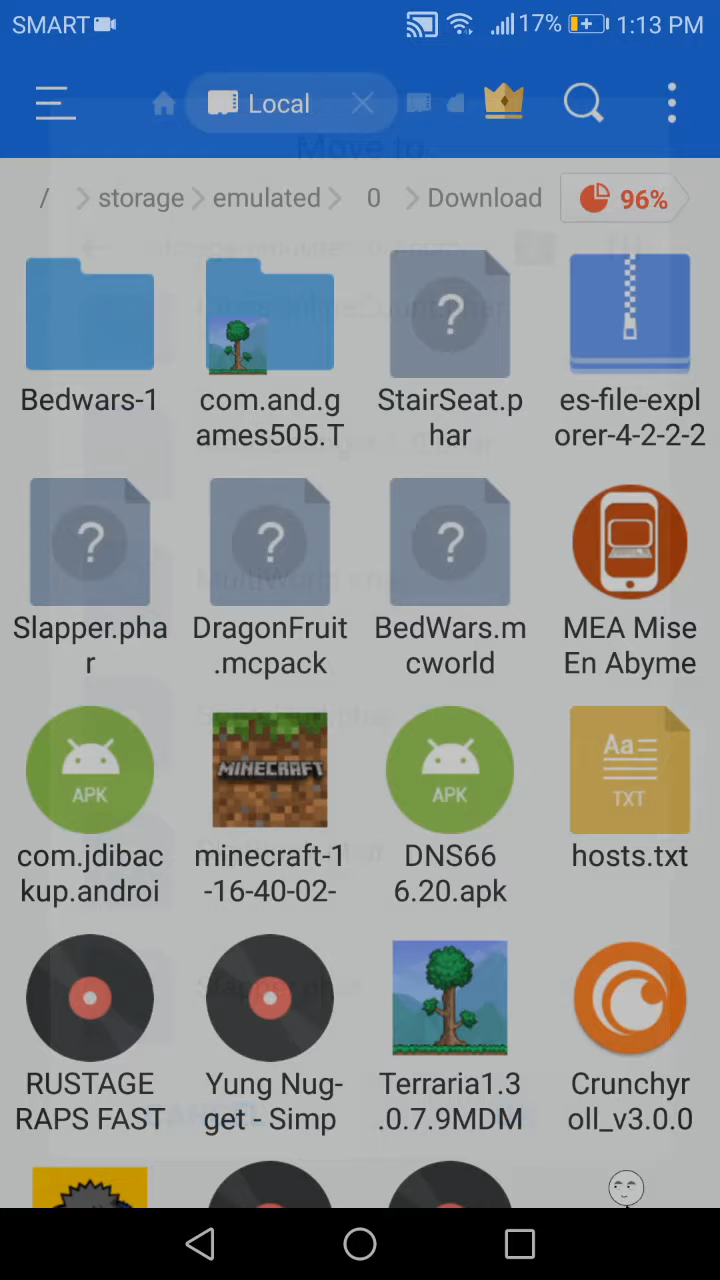 SMART 17% 1:13 PM
Local
Move to..
/ storage emulated 0 Download 96%
Bedwars-1
com.and.g
ames505.T
StairSeat.p
har
es-file-expl
orer-4-2-2-2
Slapper.pha
r
DragonFruit
.mcpack
BedWars.m
cworld
MEA Mise
En Abyme
APK
com.jdibac
kup.androi
MINECRAFT
minecraft-1
-16-40-02-
APK
DNS66
6.20.apk
Aa
TXT
hosts.txt
RUSTAGE
RAPS FAST
Yung Nug-
get - Simp
Terraria1.3
.0.7.9MDM
Crunchyr
oll_v3.0.0
CANCEL